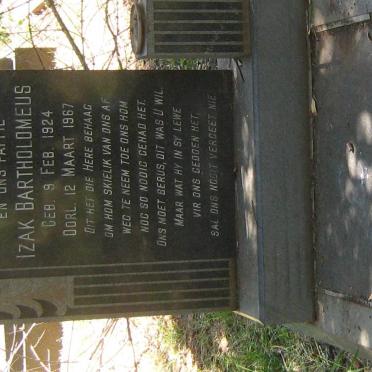 EN ONS PAPPIE
IZAK BARTHOLOMEUS
GEB. 9 FEB. 1924
OORL. 12 MAART 1967
DIT HET DIE HERE BEHAAG
OM HOM SKIELIK VAN ONS AF
WEG TE NEEM TOE ONS HOM
NOG SO NODIG GEHAD HET.
ONS MOET BERUS, DIT WAS U WIL.
MAAR WAT HY IN SY LEWE
VIR ONS GEDOEN HET,
SAL ONS NOOIT VERGEET NIE